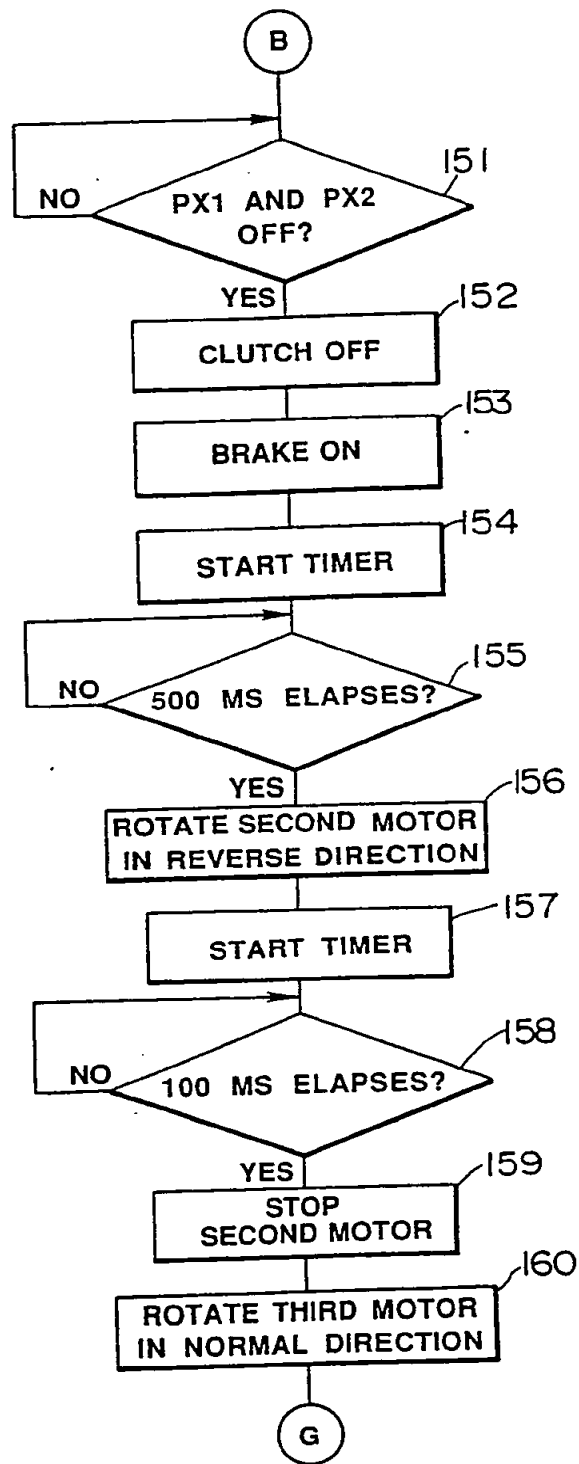 B
151
PX1 AND PX2
OFF?
NO
YES
152
CLUTCH OFF
153
BRAKE ON
154
START TIMER
155
500 MS ELAPSES?
NO
YES
156
ROTATE SECOND MOTOR
IN REVERSE DIRECTION
157
START TIMER
158
100 MS ELAPSES?
NO
YES
159
STOP
SECOND MOTOR
160
ROTATE THIRD MOTOR
IN NORMAL DIRECTION
G